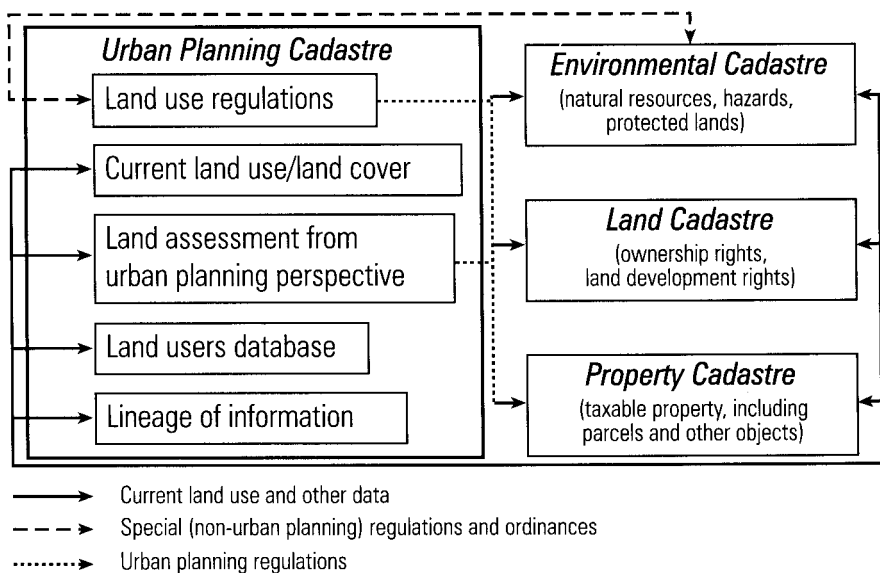 Urban Planning Cadastre
Land use regulations
Current land use/land cover
Land assessment from
urban planning perspective
Land users database
Lineage of information
Environmental Cadastre
(natural resources, hazards,
protected lands)
Land Cadastre
(ownership rights,
land development rights)
Property Cadastre
(taxable property, including
parcels and other objects)
Current land use and other data
Special (non-urban planning) regulations and ordinances
Urban planning regulations